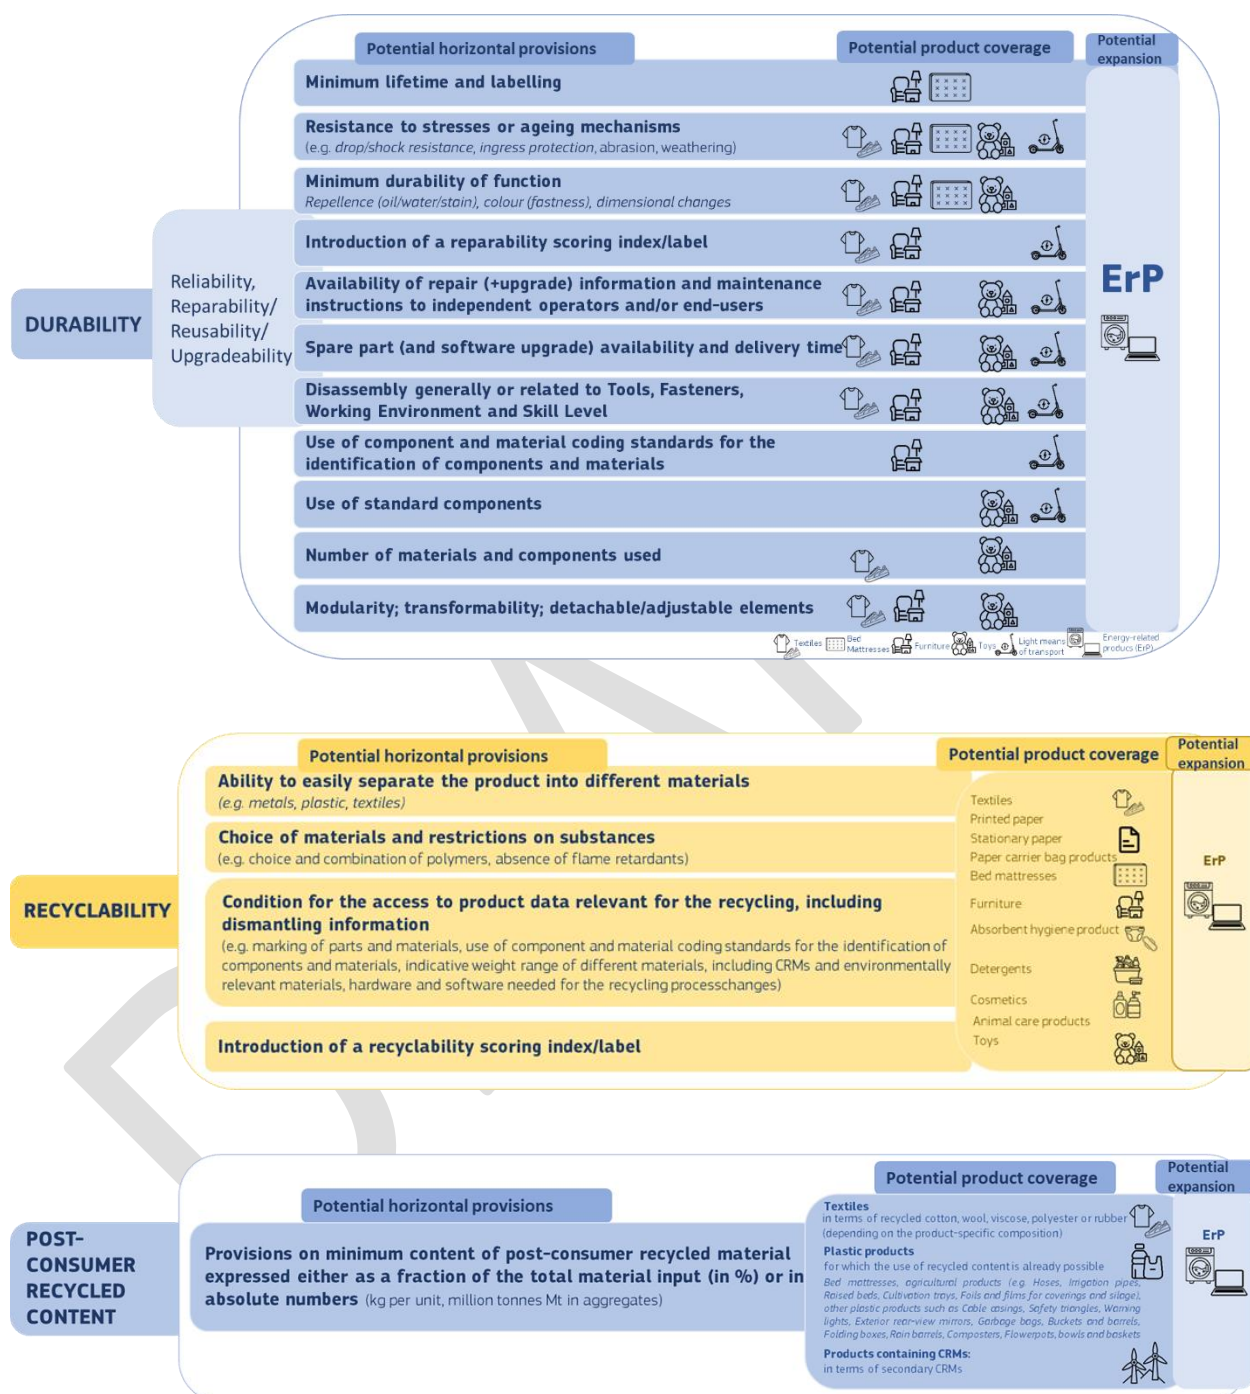 Potential horizontal provisions
Potential product coverage
Potential
expansion
Minimum lifetime and labelling
Resistance to stresses or ageing mechanisms
(e.g. drop/shock resistance, ingress protection, abrasion, weathering)
Minimum durability of function
Repellence (oil/water/stain), colour (fastness), dimensional changes
Introduction of a reparability scoring index/label
Availability of repair (+upgrade) information and maintenance
instructions to independent operators and/or end-users
Spare part (and software upgrade) availability and delivery time
Disassembly generally or related to Tools, Fasteners,
Working Environment and Skill Level
Use of component and material coding standards for the
identification of components and materials
Use of standard components
Number of materials and components used
Modularity; transformability; detachable/adjustable elements
DURABILITY
Reliability,
Reparability/
Reusability/
Upgradeability
ErP
Textiles
Bed
Mattresses
Furniture
Toys
Light means
of transport
Energy-related
producs (ErP)
Potential horizontal provisions
Potential product coverage
Potential
expansion
RECYCLABILITY
Ability to easily separate the product into different materials
(e.g. metals, plastic, textiles)
Choice of materials and restrictions on substances
(e.g. choice and combination of polymers, absence of flame retardants)
Condition for the access to product data relevant for the recycling, including
dismantling information
(e.g. marking of parts and materials, use of component and material coding standards for the identification of
components and materials, indicative weight range of different materials, including CRMs and environmentally
relevant materials, hardware and software needed for the recycling processchanges)
Introduction of a recyclability scoring index/label
Textiles
Printed paper
Stationary paper
Paper carrier bag products
Bed mattresses
Furniture
Absorbent hygiene product
Detergents
Cosmetics
Animal care products
Toys
ErP
Potential horizontal provisions
Potential product coverage
Potential
expansion
POST-
CONSUMER
RECYCLED
CONTENT
Provisions on minimum content of post-consumer recycled material
expressed either as a fraction of the total material input (in %) or in
absolute numbers (kg per unit, million tonnes Mt in aggregates)
Textiles
in terms of recycled cotton, wool, viscose, polyester or rubber
(depending on the product-specific composition)
Plastic products
for which the use of recycled content is already possible
Bed mattresses, agricultural products (e.g. Hoses, Irrigation pipes,
Raised beds, Cultivation trays, Foils and films for coverings and silage),
other plastic products such as Cable casings, Safety triangles, Warning
lights, Exterior rear-view mirrors, Garbage bags, Buckets and barrels,
Folding boxes, Rain barrels, Composters, Flowerpots, bowls and baskets
Products containing CRMs:
in terms of secondary CRMs
ErP